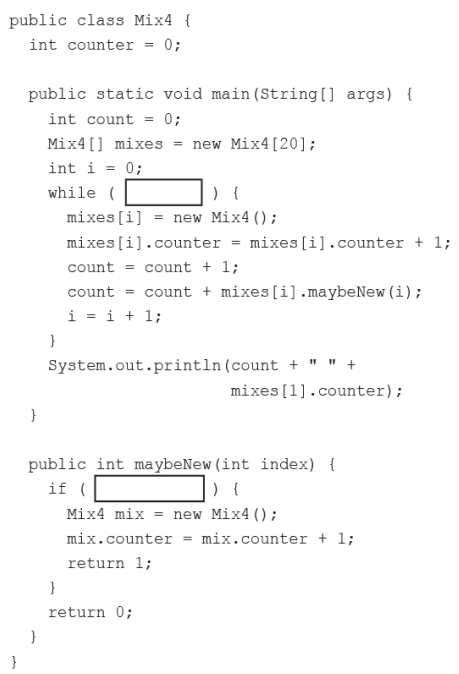 public class Mix4 {
int counter = 0;
public static void main(String[] args) {
int count = 0;
Mix4[] mixes = new Mix4[20];
int i = 0;
while ( ) {
mixes[i] = new Mix4();
mixes[i].counter = mixes[i].counter + 1;
count = count + 1;
count = count + mixes[i].maybeNew(i);
i = i + 1;
}
System.out.println(count + " " +
mixes[1].counter);
}
public int maybeNew(int index) {
if ( ) {
Mix4 mix = new Mix4();
mix.counter = mix.counter + 1;
return 1;
}
return 0;
}
}